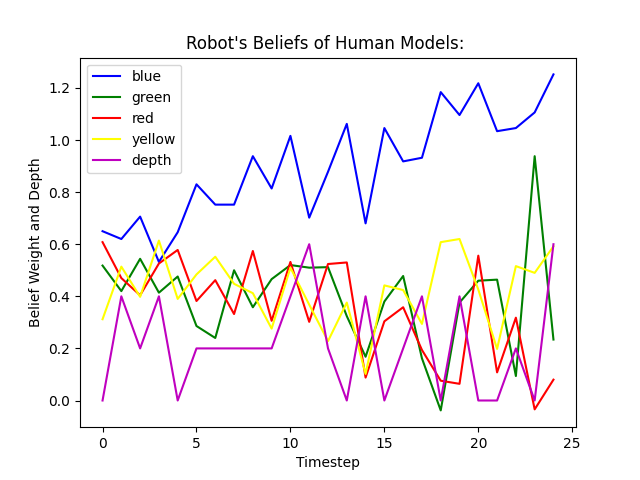 Robot's Beliefs of Human Models:
blue
green
red
yellow
depth
Belief Weight and Depth
1.2
1.0
0.8
0.6
0.4
0.2
0.0
0 5 10 15 20 25
Timestep